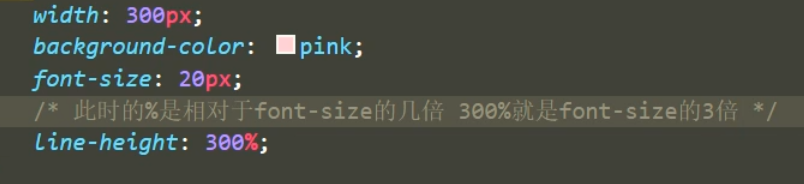 width: 300px;
background-color: pink;
font-size: 20px;
/* 此时的%是相对于font-size的几倍 300%就是font-size的3倍 */
line-height: 300%;